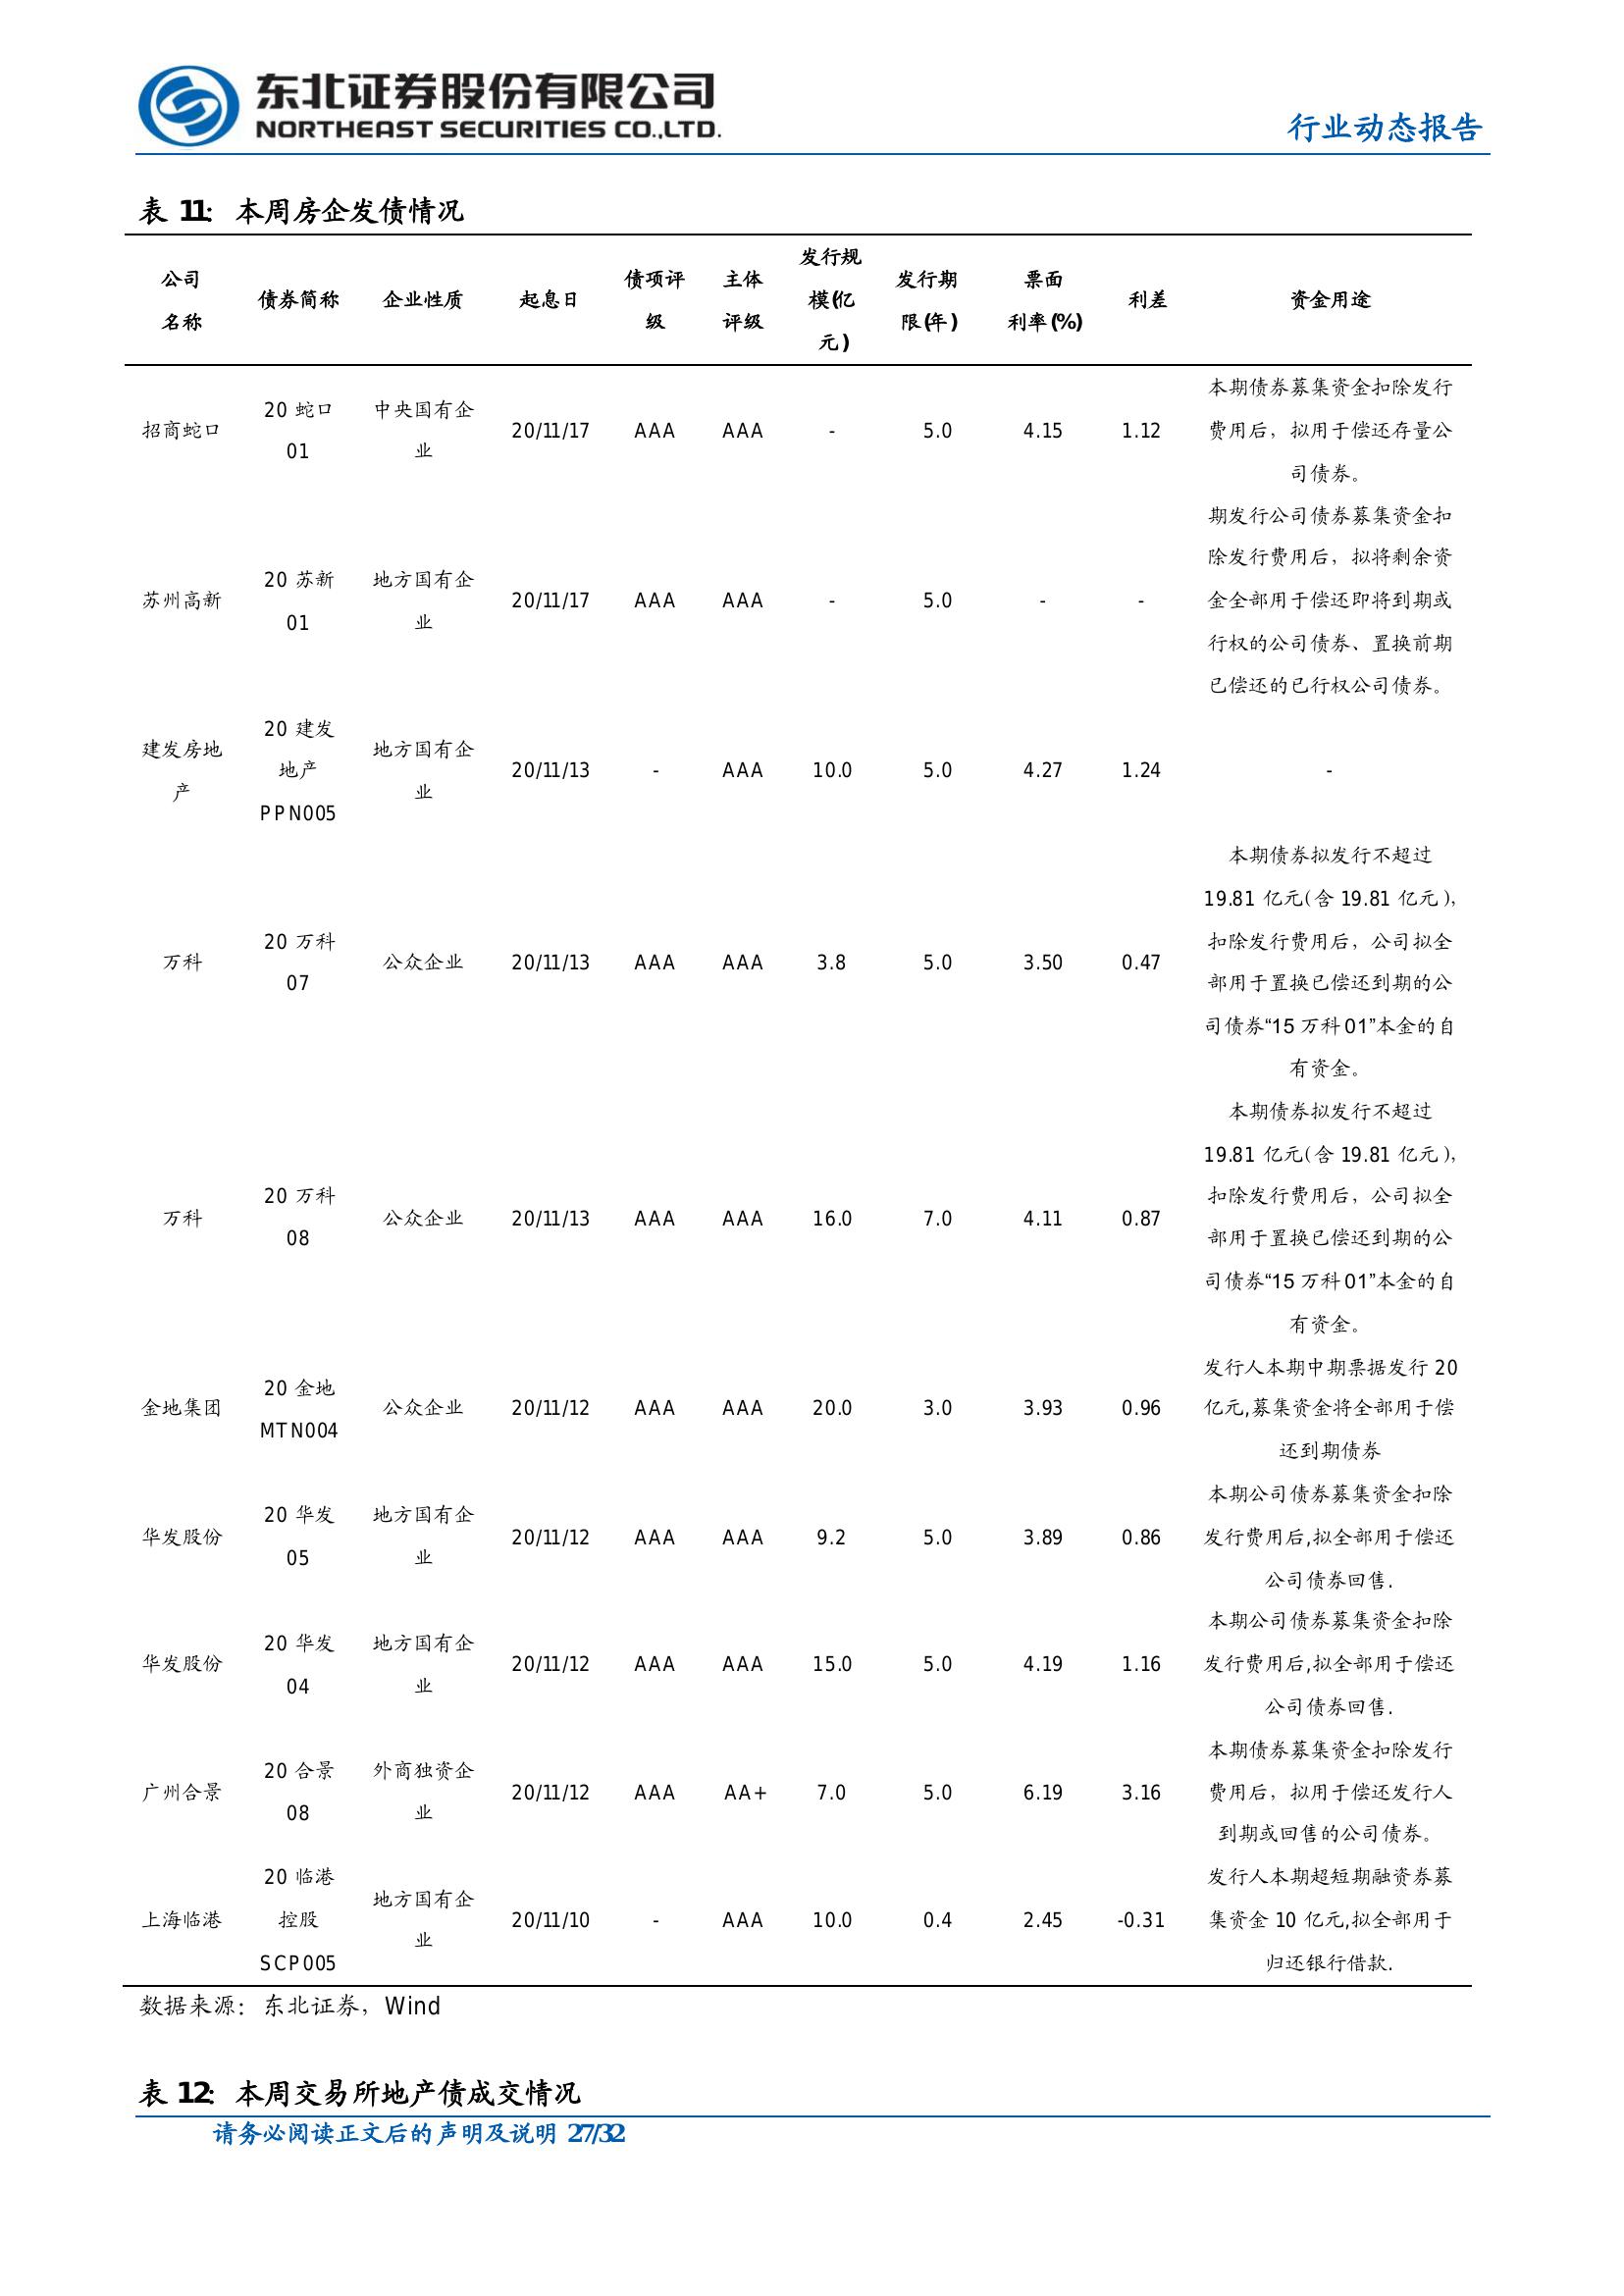 东北证券股份有限公司
NORTHEAST SECURITIES CO.,LTD.
行业动态报告
表 11: 本周房企发债情况
公司名称 债券简称 企业性质 起息日 债项评级 主体评级 发行规模(亿元) 发行期限(年) 票面利率(%) 利差 资金用途
招商蛇口 20 蛇口 01 中央国有企业 20/11/17 AAA AAA - 5.0 4.15 1.12 本期债券募集资金扣除发行费用后，拟用于偿还存量公司债券。
苏州高新 20 苏新 01 地方国有企业 20/11/17 AAA AAA - 5.0 - - 期发行公司债券募集资金扣除发行费用后，拟将剩余资金全部用于偿还即将到期或行权的公司债券、置换前期已偿还的已行权公司债券。
建发房地产 20 建发地产 PPN005 地方国有企业 20/11/13 - AAA 10.0 5.0 4.27 1.24 -
万科 20 万科 07 公众企业 20/11/13 AAA AAA 3.8 5.0 3.50 0.47 本期债券拟发行不超过 19.81 亿元(含 19.81 亿元)，扣除发行费用后，公司拟全部用于置换已偿还到期的公司债券“15 万科 01”本金的自有资金。
万科 20 万科 08 公众企业 20/11/13 AAA AAA 16.0 7.0 4.11 0.87 本期债券拟发行不超过 19.81 亿元(含 19.81 亿元)，扣除发行费用后，公司拟全部用于置换已偿还到期的公司债券“15 万科 01”本金的自有资金。
金地集团 20 金地 MTN004 公众企业 20/11/12 AAA AAA 20.0 3.0 3.93 0.96 发行人本期中期票据发行 20 亿元,募集资金将全部用于偿还到期债券
华发股份 20 华发 05 地方国有企业 20/11/12 AAA AAA 9.2 5.0 3.89 0.86 本期公司债券募集资金扣除发行费用后,拟全部用于偿还公司债券回售.
华发股份 20 华发 04 地方国有企业 20/11/12 AAA AAA 15.0 5.0 4.19 1.16 本期公司债券募集资金扣除发行费用后,拟全部用于偿还公司债券回售.
广州合景 20 合景 08 外商独资企业 20/11/12 AAA AA+ 7.0 5.0 6.19 3.16 本期债券募集资金扣除发行费用后，拟用于偿还发行人到期或回售的公司债券。
上海临港 20 临港控股 SCP005 地方国有企业 20/11/10 - AAA 10.0 0.4 2.45 -0.31 发行人本期超短期融资券募集资金 10 亿元,拟全部用于归还银行借款.
数据来源：东北证券，Wind
表 12: 本周交易所地产债成交情况
请务必阅读正文后的声明及说明 27/32